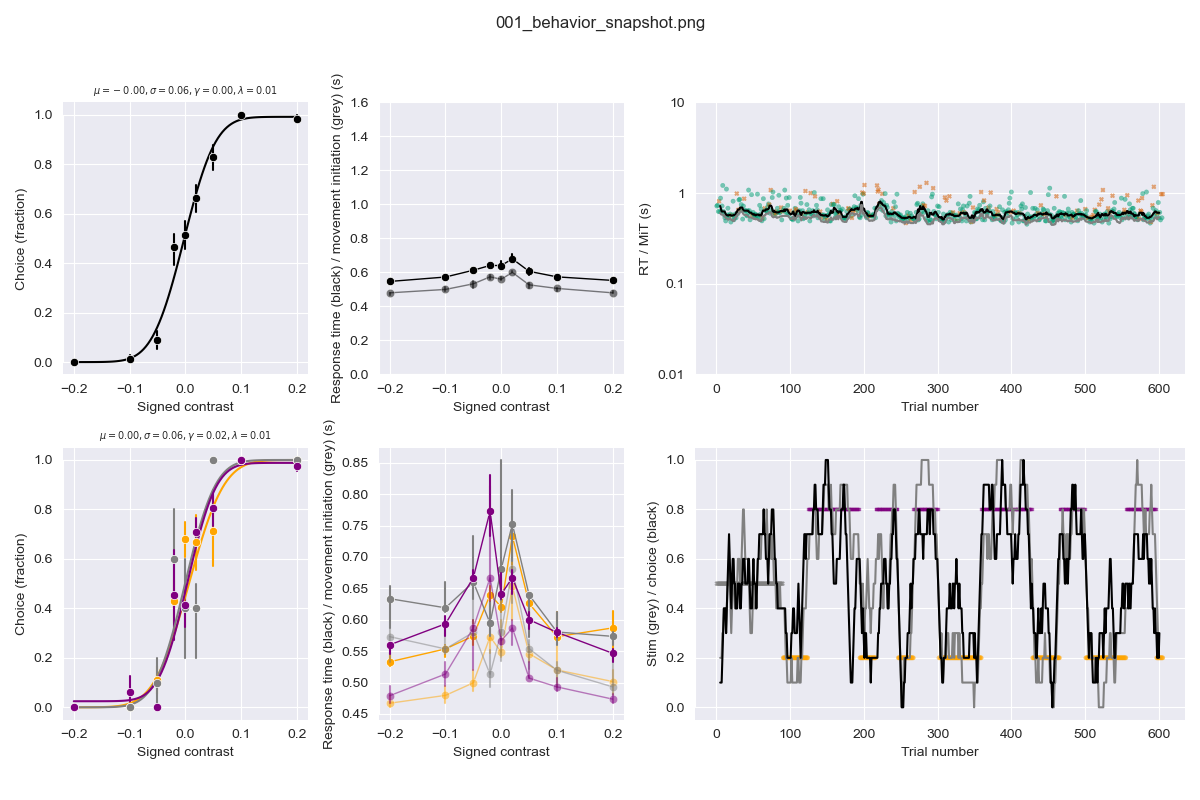 001_behavior_snapshot.png
μ = − 0.00, σ = 0.06, γ = 0.00, λ = 0.01
Choice (fraction)
1.0
0.8
0.6
0.4
0.2
0.0
−0.2 −0.1 0.0 0.1 0.2
Signed contrast
Response time (black) / movement initiation (grey) (s)
1.6
1.4
1.2
1.0
0.8
0.6
0.4
0.2
0.0
−0.2 −0.1 0.0 0.1 0.2
Signed contrast
RT / MiT (s)
10
1
0.1
0.01
0 100 200 300 400 500 600
Trial number
μ = 0.00, σ = 0.06, γ = 0.02, λ = 0.01
Choice (fraction)
1.0
0.8
0.6
0.4
0.2
0.0
−0.2 −0.1 0.0 0.1 0.2
Signed contrast
Response time (black) / movement initiation (grey) (s)
0.85
0.80
0.75
0.70
0.65
0.60
0.55
0.50
0.45
−0.2 −0.1 0.0 0.1 0.2
Signed contrast
Stim (grey) / choice (black)
1.0
0.8
0.6
0.4
0.2
0.0
0 100 200 300 400 500 600
Trial number